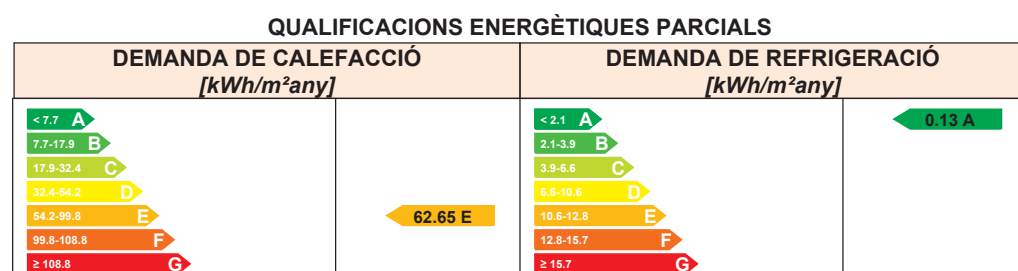 QUALIFICACIONS ENERGÈTIQUES PARCIALS
DEMANDA DE CALEFACCIÓ
[kWh/m²any]
DEMANDA DE REFRIGERACIÓ
[kWh/m²any]
< 7.7 A
7.7-17.9 B
17.9-32.4 C
32.4-54.2 D
54.2-99.8 E
99.8-108.8 F
≥ 108.8 G
62.65 E
< 2.1 A
2.1-3.9 B
3.9-6.6 C
6.6-10.6 D
10.6-12.8 E
12.8-15.7 F
≥ 15.7 G
0.13 A